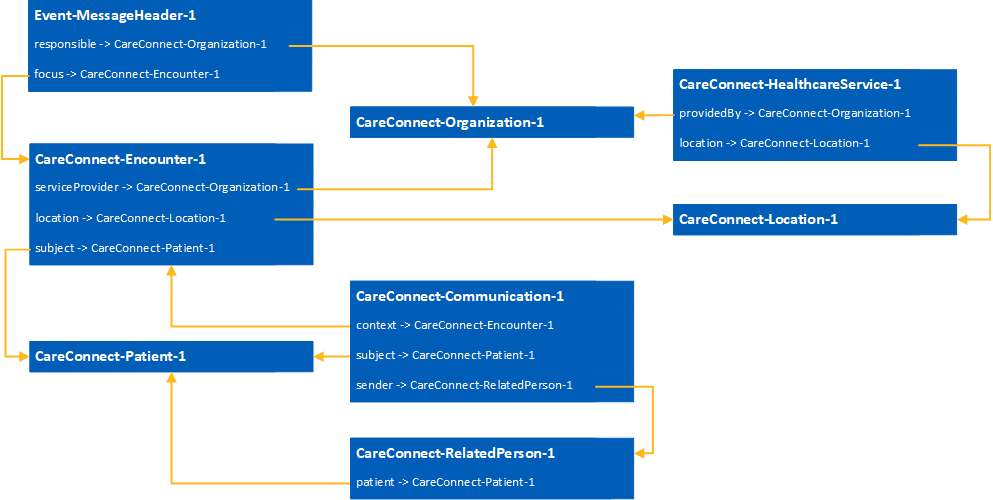 Event-MessageHeader-1
responsible -> CareConnect-Organization-1
focus -> CareConnect-Encounter-1
CareConnect-Organization-1
CareConnect-HealthcareService-1
providedBy -> CareConnect-Organization-1
location -> CareConnect-Location-1
CareConnect-Encounter-1
serviceProvider -> CareConnect-Organization-1
location -> CareConnect-Location-1
subject -> CareConnect-Patient-1
CareConnect-Location-1
CareConnect-Communication-1
context -> CareConnect-Encounter-1
subject -> CareConnect-Patient-1
sender -> CareConnect-RelatedPerson-1
CareConnect-Patient-1
CareConnect-RelatedPerson-1
patient -> CareConnect-Patient-1